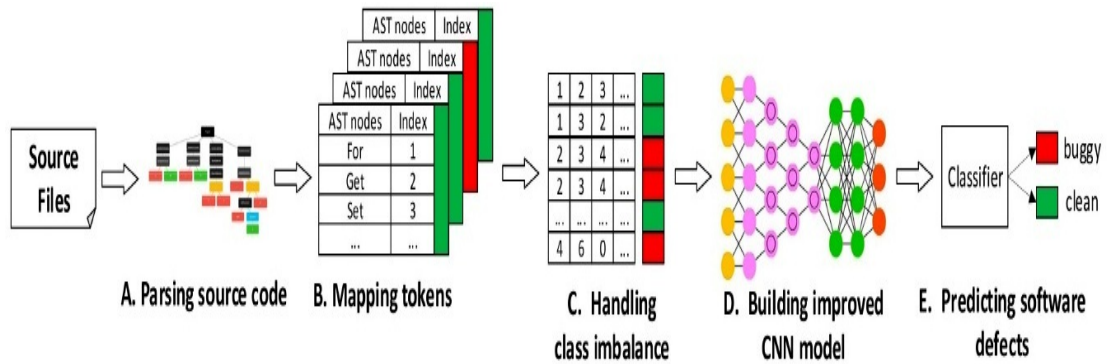 Source
Files
AST nodes Index
AST nodes Index
AST nodes Index
AST nodes Index
For 1
Get 2
Set 3
... ...
1 2 3 ...
1 3 2 ...
2 3 4 ...
2 3 4 ...
... ... ... ...
4 6 0 ...
Classifier
buggy
clean
A. Parsing source code
B. Mapping tokens
C. Handling
class imbalance
D. Building improved
CNN model
E. Predicting software
defects